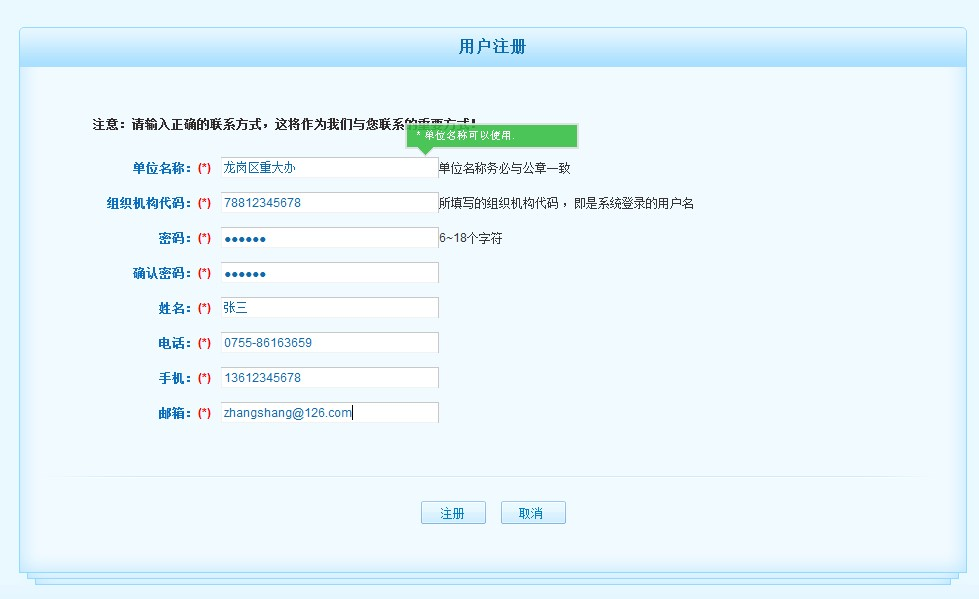 用户注册
注意：请输入正确的联系方式，这将作为我们与您联系的重要方式！
* 单位名称可以使用.
单位名称：(*) 龙岗区重大办 单位名称务必与公章一致
组织机构代码：(*) 78812345678 所填写的组织机构代码，即是系统登录的用户名
密码：(*) ●●●●●● 6~18个字符
确认密码：(*) ●●●●●●
姓名：(*) 张三
电话：(*) 0755-86163659
手机：(*) 13612345678
邮箱：(*) zhangshang@126.com
注册 取消